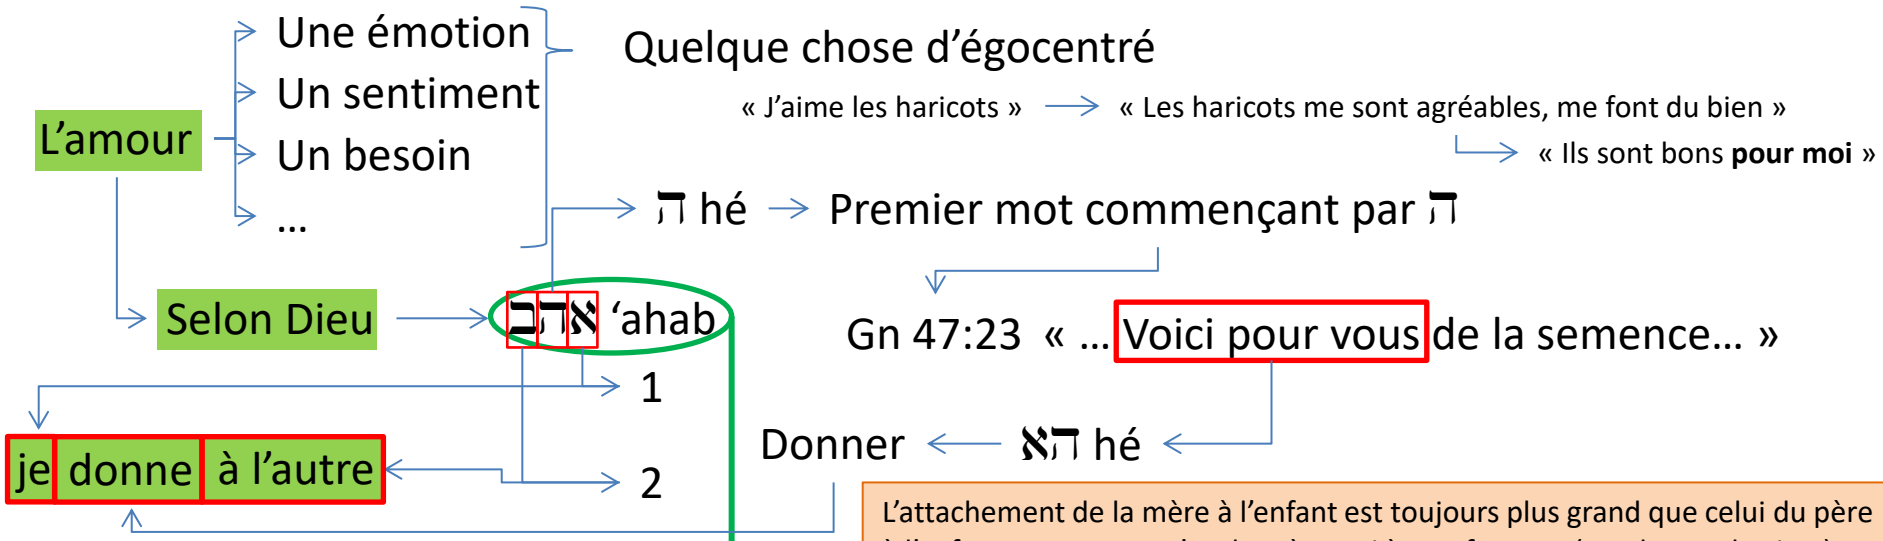 Une émotion
Un sentiment
Un besoin
...
L'amour
Quelque chose d'égocentré
« J'aime les haricots » « Les haricots me sont agréables, me font du bien »
« Ils sont bons pour moi »
ה hé Premier mot commençant par ה
Selon Dieu אהב 'ahab
Gn 47:23 « ... Voici pour vous de la semence... »
1
Donner הא hé
2
je donne à l'autre
L'attachement de la mère à l'enfant est toujours plus grand que celui du père